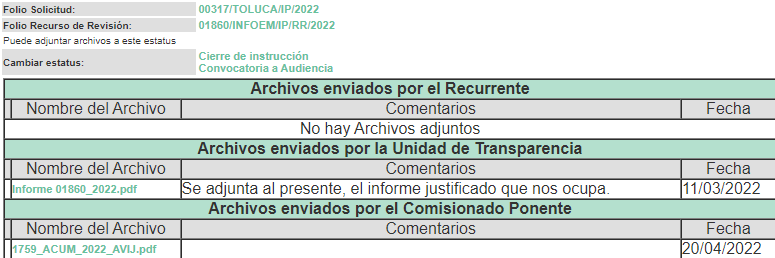 Folio Solicitud: 00317/TOLUCA/IP/2022
Folio Recurso de Revisión: 01860/INFOEM/IP/RR/2022
Puede adjuntar archivos a este estatus
Cambiar estatus: Cierre de instrucción
Convocatoria a Audiencia
Archivos enviados por el Recurrente
Nombre del Archivo Comentarios Fecha
No hay Archivos adjuntos
Archivos enviados por la Unidad de Transparencia
Nombre del Archivo Comentarios Fecha
Informe 01860_2022.pdf Se adjunta al presente, el informe justificado que nos ocupa. 11/03/2022
Archivos enviados por el Comisionado Ponente
Nombre del Archivo Comentarios Fecha
1759_ACUM_2022_AVIJ.pdf 20/04/2022